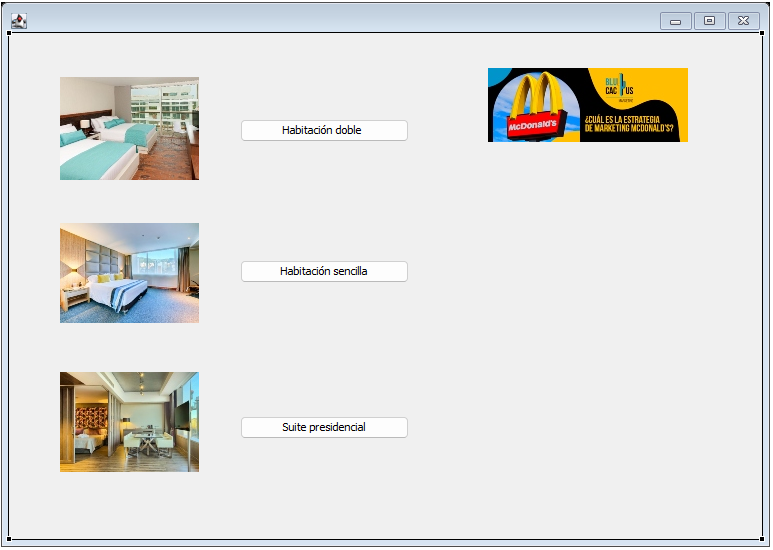 Habitación doble
BLUE
CACTUS
McDonald's
¿CUÁL ES LA ESTRATEGIA
DE MARKETING MCDONALD'S?
Habitación sencilla
Suite presidencial